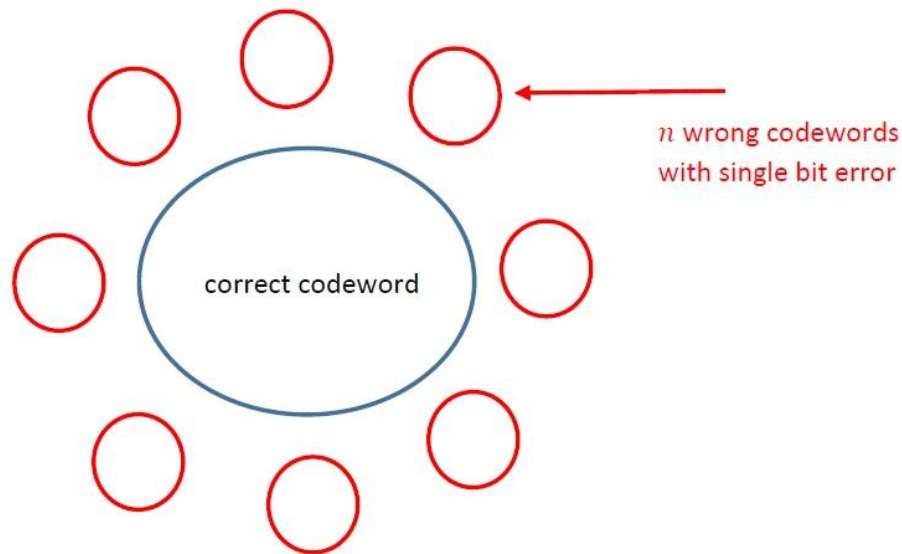 n wrong codewords
with single bit error
correct codeword